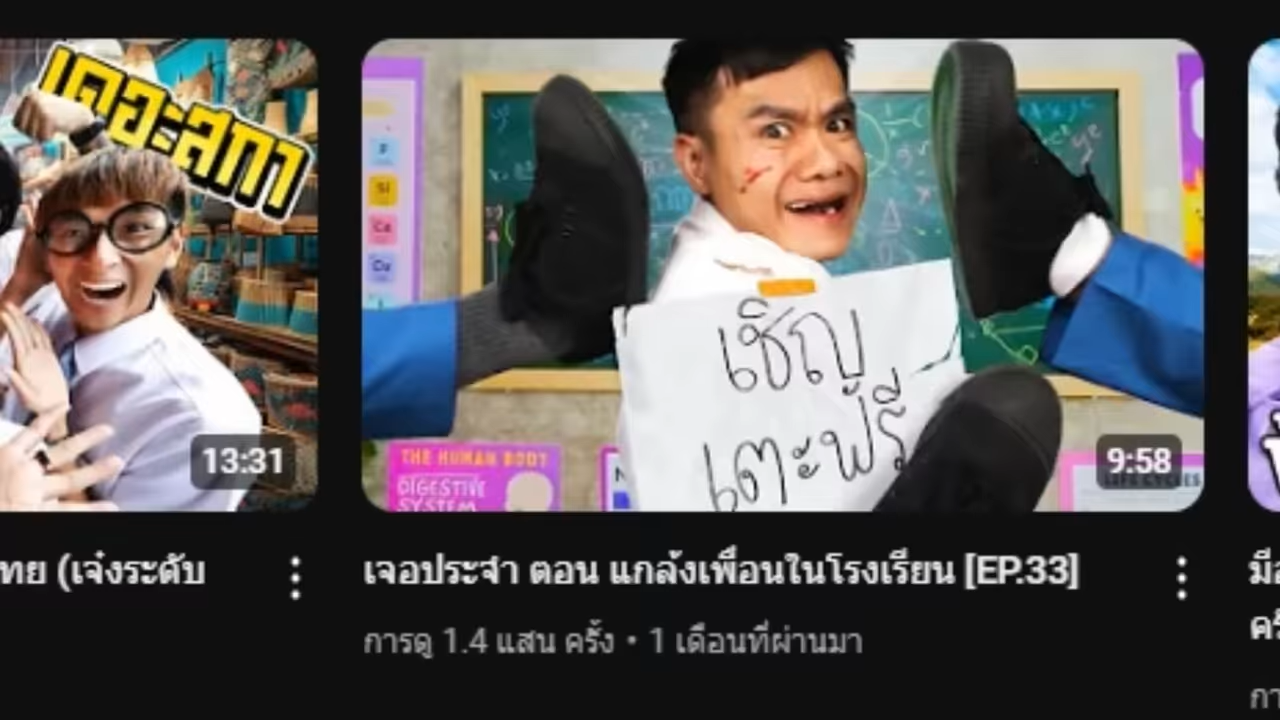 เดอะสกา
13:31
ทย (เจ๋งระดับ
เชิญ
เตะฟรี
THE HUMAN BODY
DIGESTIVE
SYSTEM
LIFE CYCLES
9:58
เจอประจำ ตอน แกล้งเพื่อนในโรงเรียน [EP.33]
การดู 1.4 แสน ครั้ง • 1 เดือนที่ผ่านมา